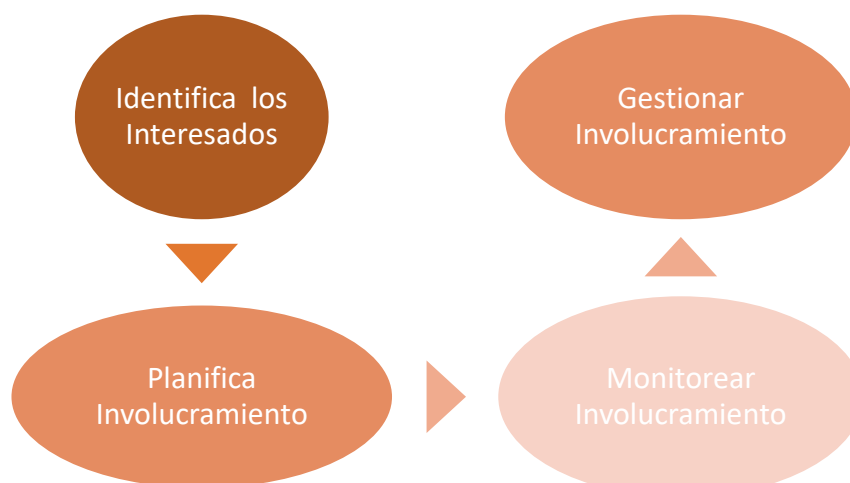 Identifica los
Interesados
Planifica
Involucramiento
Monitorear
Involucramiento
Gestionar
Involucramiento